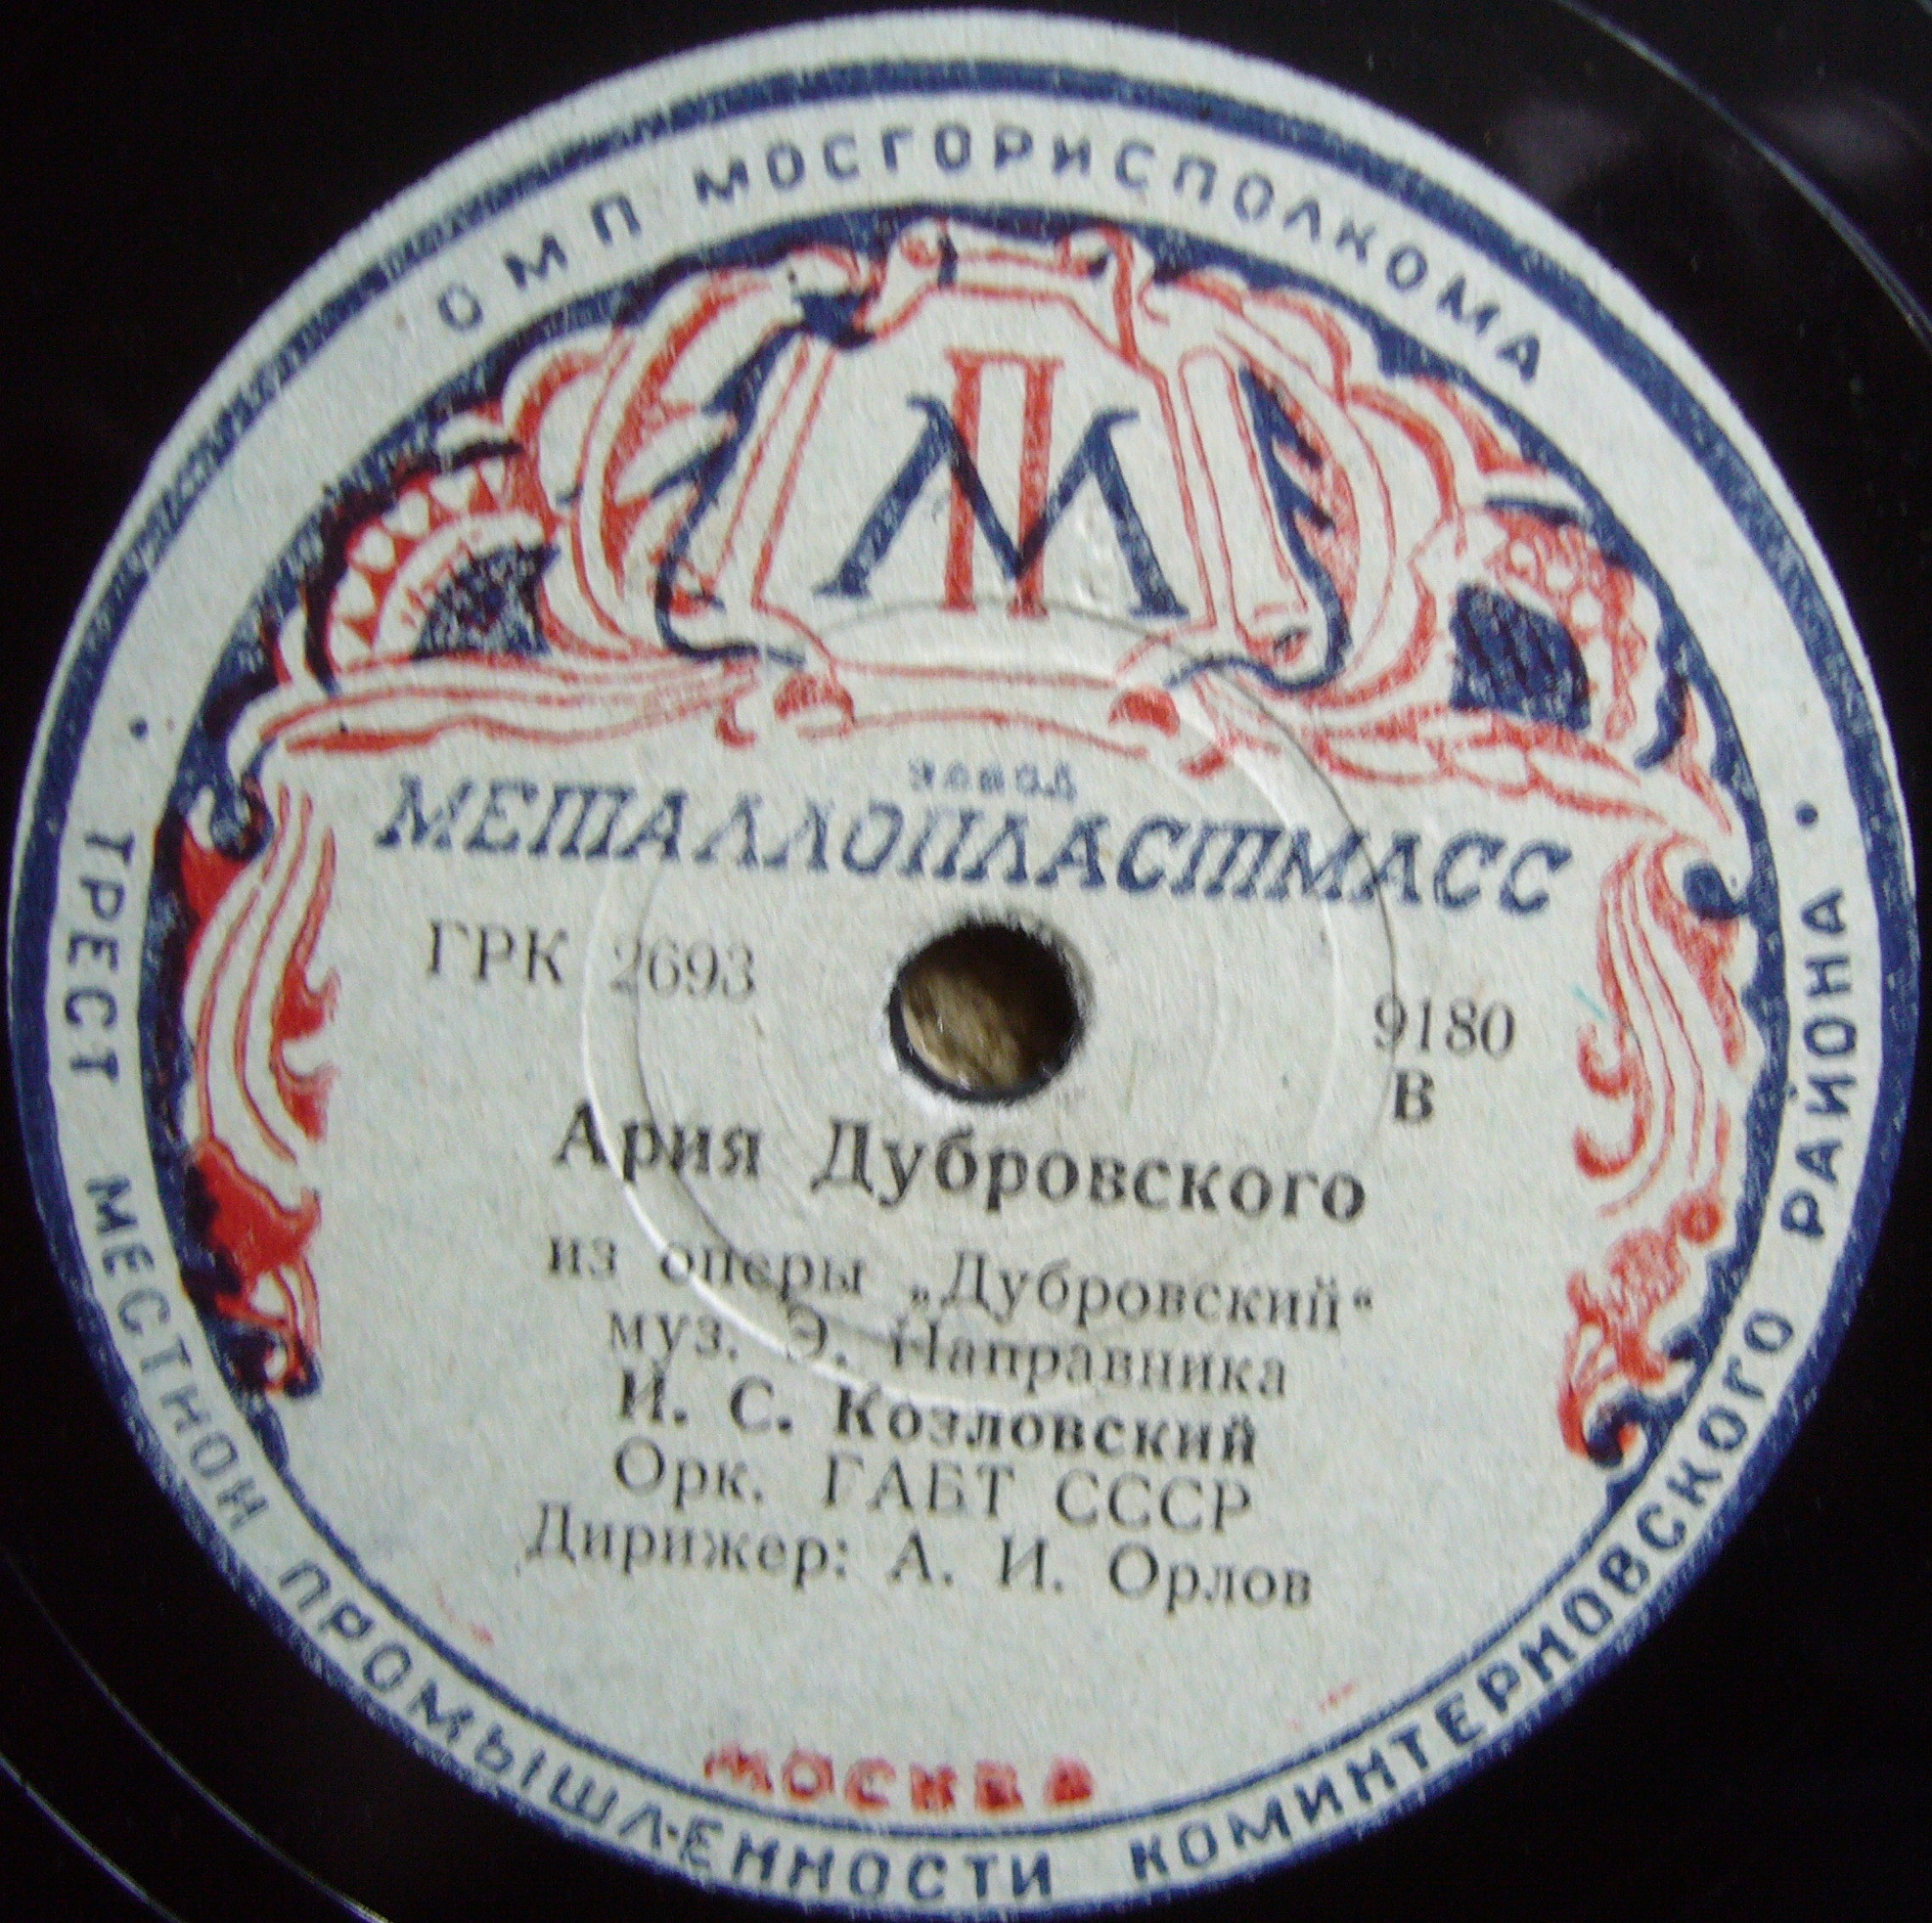 ОМП МОСГОРИСПОЛКОМА
МП
завод
МЕТАЛЛОПЛАСТМАСС
ГРК 2693
9180
В
Ария Дубровского
из оперы „Дубровский“
муз. Э. Направника
И. С. Козловский
Орк. ГАБТ СССР
Дирижер: А. И. Орлов
МОСКВА
• ТРЕСТ МЕСТНОЙ ПРОМЫШЛЕННОСТИ КОМИНТЕРНОВСКОГО РАЙОНА •